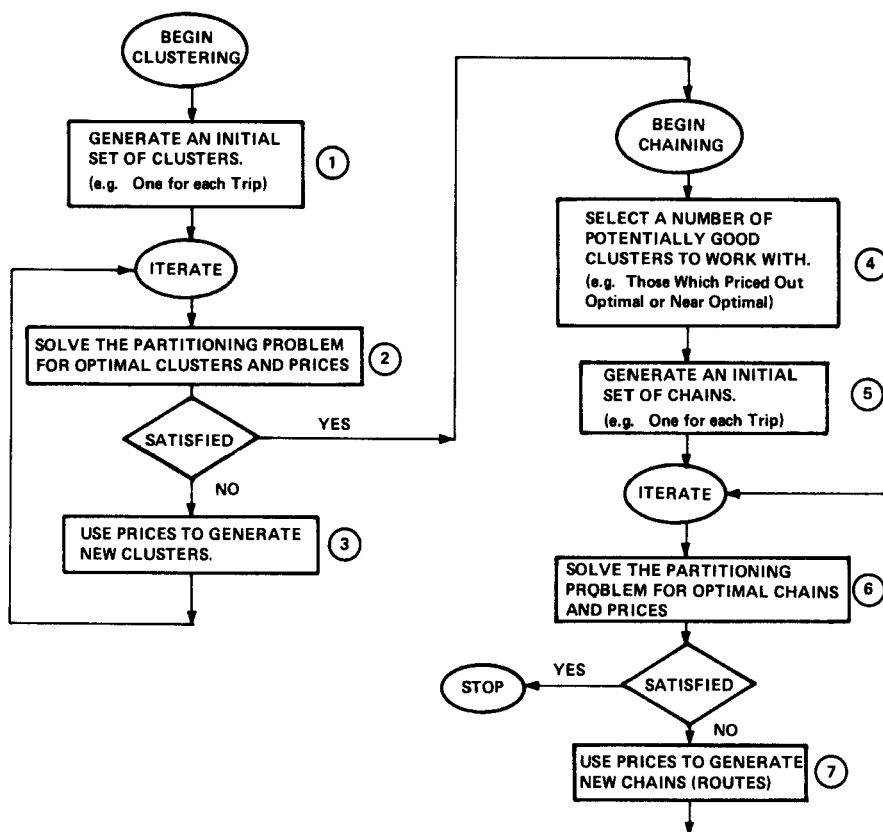 BEGIN
CLUSTERING
GENERATE AN INITIAL
SET OF CLUSTERS.
(e.g. One for each Trip)
1
ITERATE
SOLVE THE PARTITIONING PROBLEM
FOR OPTIMAL CLUSTERS AND PRICES
2
SATISFIED
YES
NO
USE PRICES TO GENERATE
NEW CLUSTERS.
3
BEGIN
CHAINING
SELECT A NUMBER OF
POTENTIALLY GOOD
CLUSTERS TO WORK WITH.
(e.g. Those Which Priced Out
Optimal or Near Optimal)
4
GENERATE AN INITIAL
SET OF CHAINS.
(e.g. One for each Trip)
5
ITERATE
SOLVE THE PARTITIONING
PROBLEM FOR OPTIMAL CHAINS
AND PRICES
6
SATISFIED
YES
STOP
NO
USE PRICES TO GENERATE
NEW CHAINS (ROUTES)
7